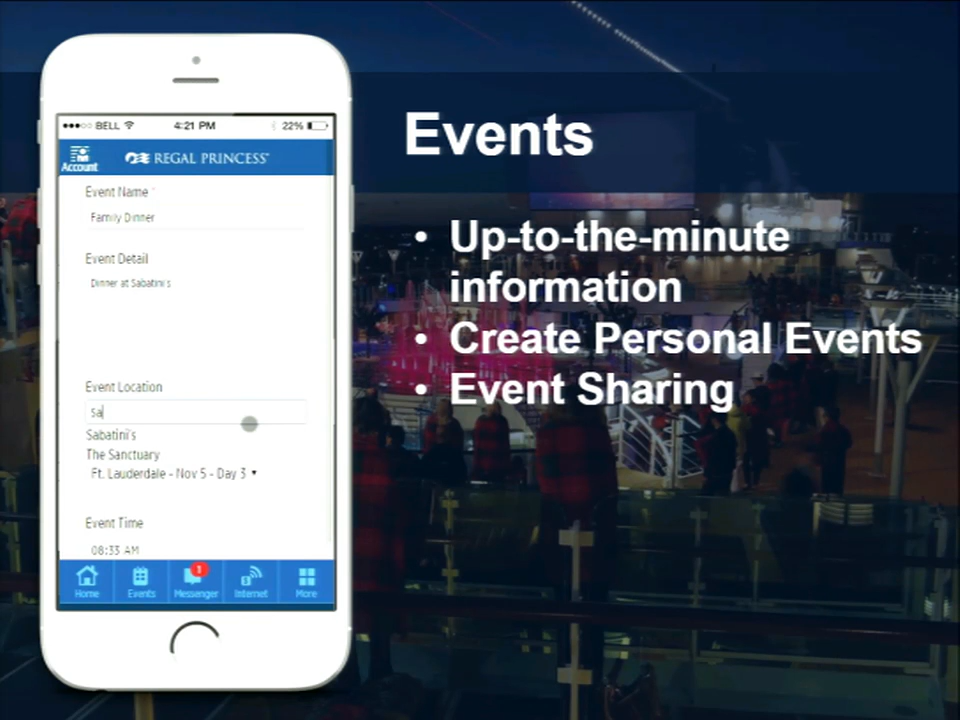 BELL 4:21 PM 22%
Account REGAL PRINCESS
Event Name
Family Dinner
Event Detail
Dinner at Sabatini's
Event Location
Sa
Sabatini's
The Sanctuary
Ft. Lauderdale - Nov 5 - Day 3
Event Time
08:33 AM
1
Home Events Messenger Internet More
Events
• Up-to-the-minute
information
• Create Personal Events
• Event Sharing